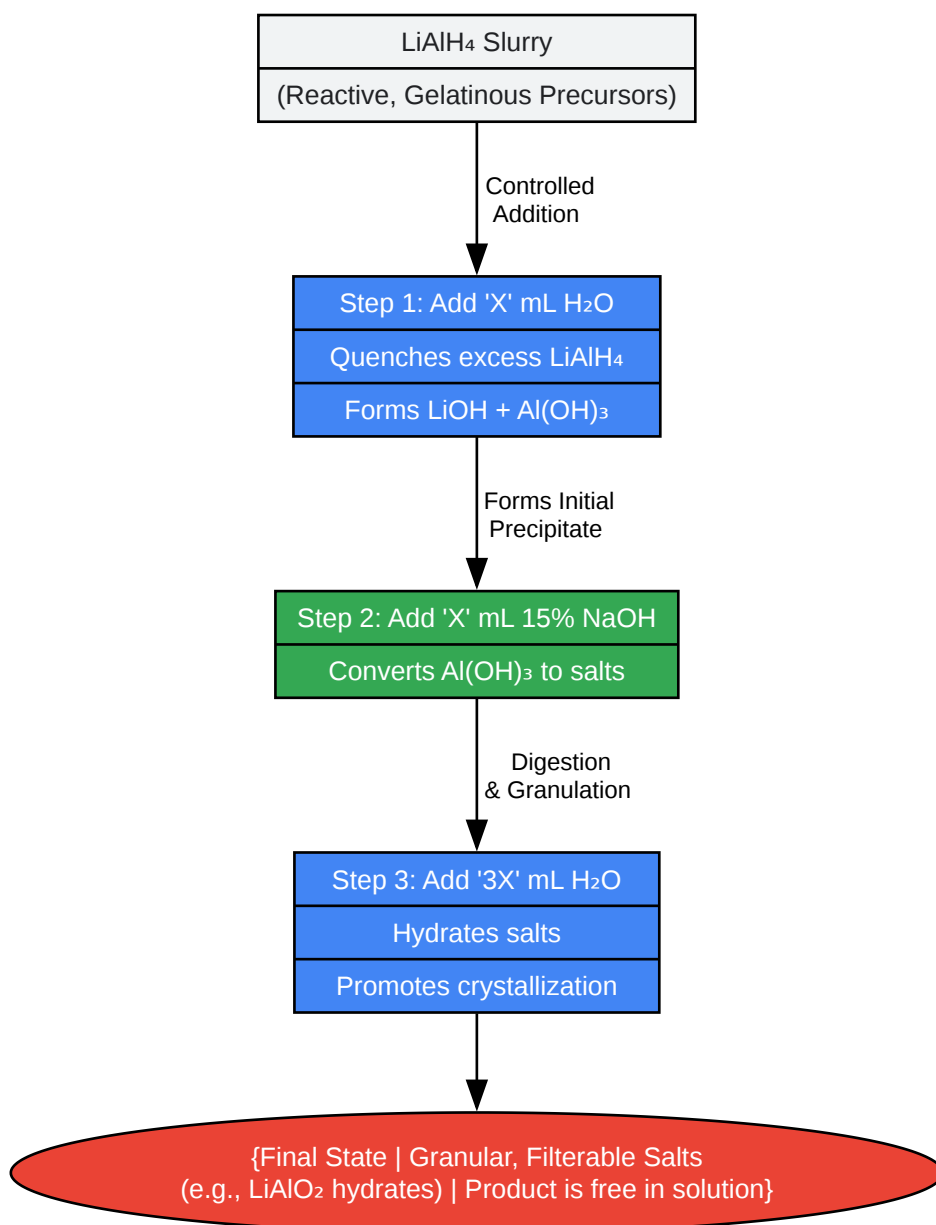 LiAlH₄ Slurry
(Reactive, Gelatinous Precursors)
Controlled
Addition
Step 1: Add 'X' mL H₂O
Quenches excess LiAlH₄
Forms LiOH + Al(OH)₃
Forms Initial
Precipitate
Step 2: Add 'X' mL 15% NaOH
Converts Al(OH)₃ to salts
Digestion
& Granulation
Step 3: Add '3X' mL H₂O
Hydrates salts
Promotes crystallization
{Final State | Granular, Filterable Salts
(e.g., LiAlO₂ hydrates) | Product is free in solution}